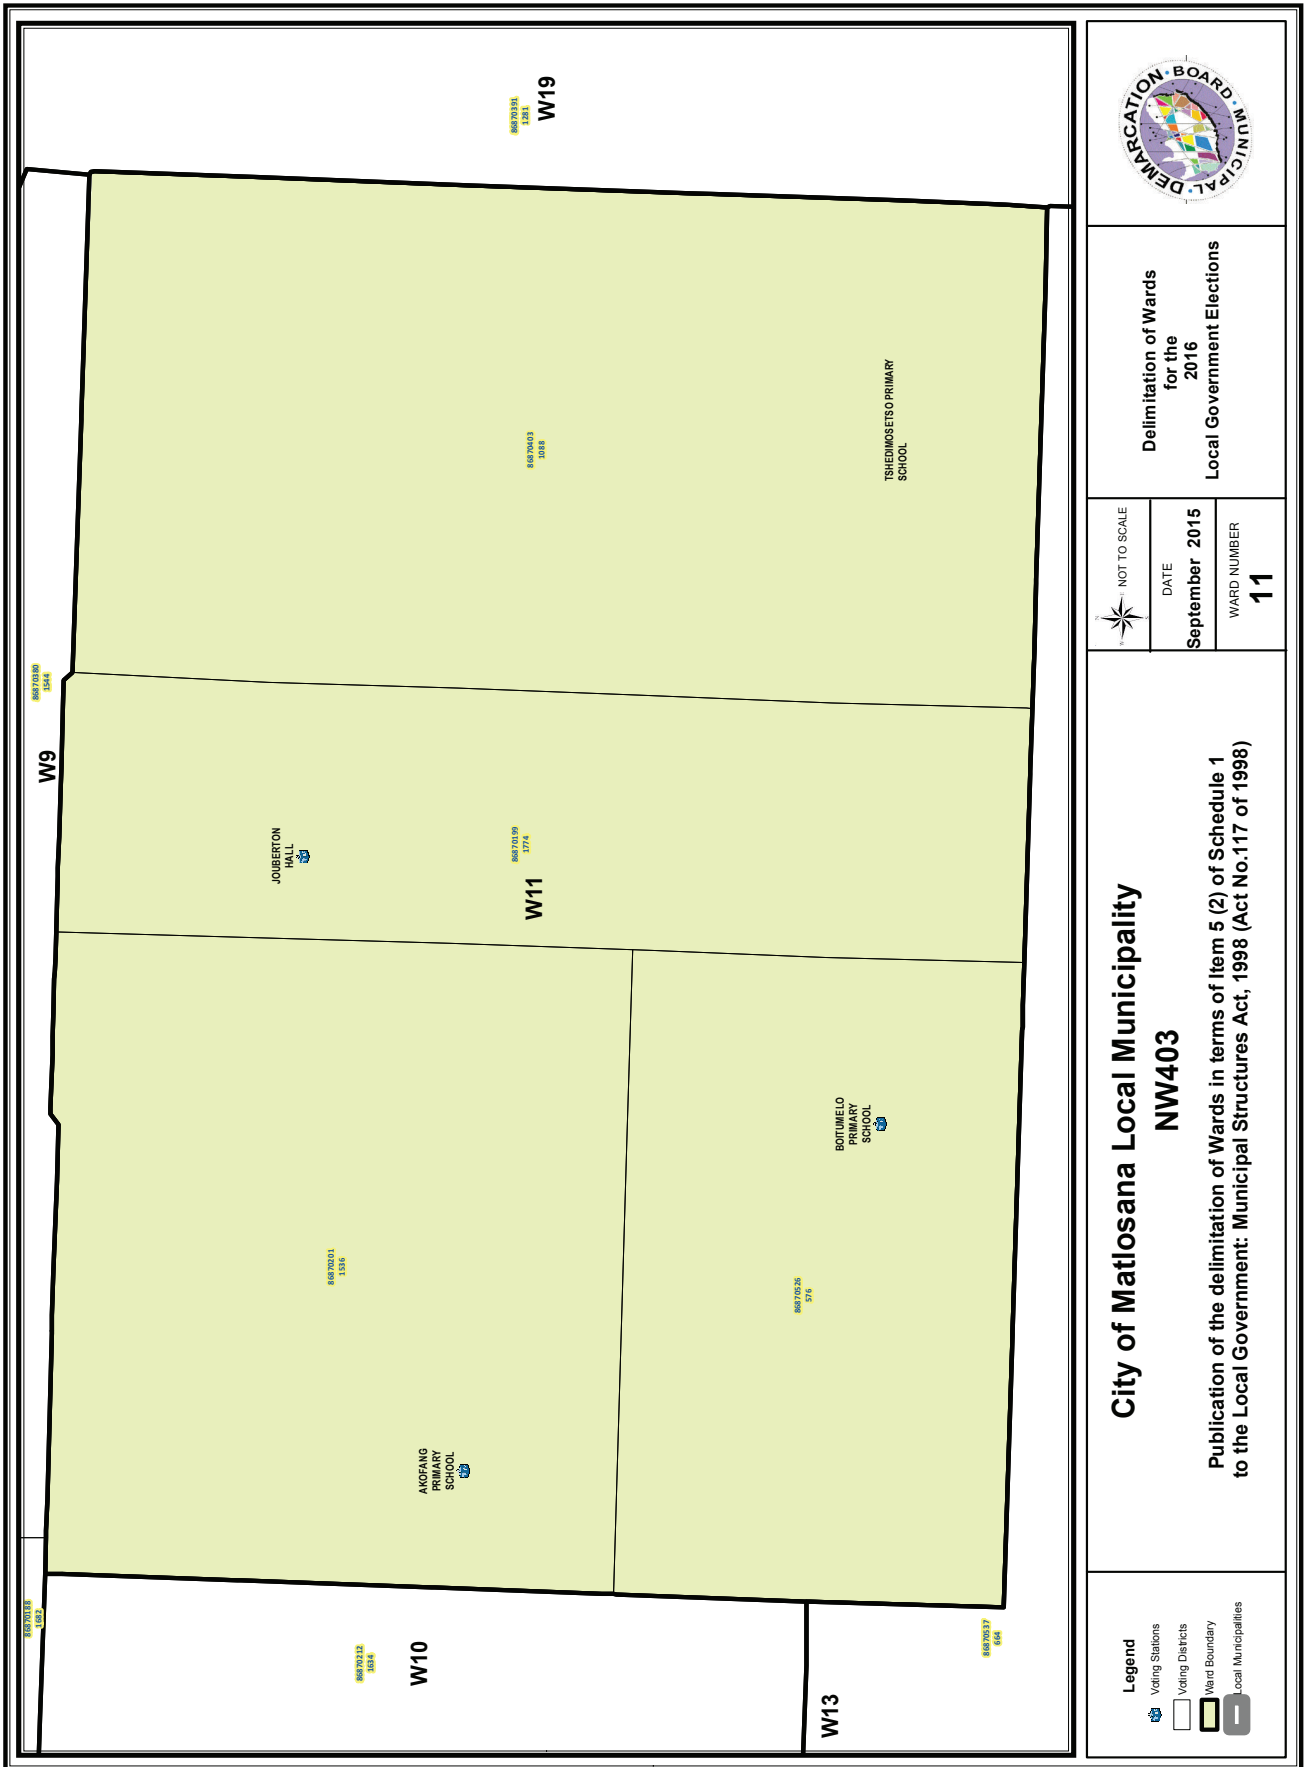 86870391
1281
W19
86870403
1088
TSHEDIMOSETSO PRIMARY
SCHOOL
86870380
1544
W9
JOUBERTON
HALL
86870199
1774
W11
86870201
1536
AKOFANG
PRIMARY
SCHOOL
BOITUMELO
PRIMARY
SCHOOL
86870526
576
86870188
1682
86870212
1634
W10
W13
86870537
664
Legend
Voting Stations
Voting Districts
Ward Boundary
Local Municipalities
City of Matlosana Local Municipality
NW403
Publication of the delimitation of Wards in terms of Item 5 (2) of Schedule 1
to the Local Government: Municipal Structures Act, 1998 (Act No.117 of 1998)
NOT TO SCALE
DATE
September 2015
WARD NUMBER
11
Delimitation of Wards
for the
2016
Local Government Elections
MUNICIPAL • DEMARCATION • BOARD •